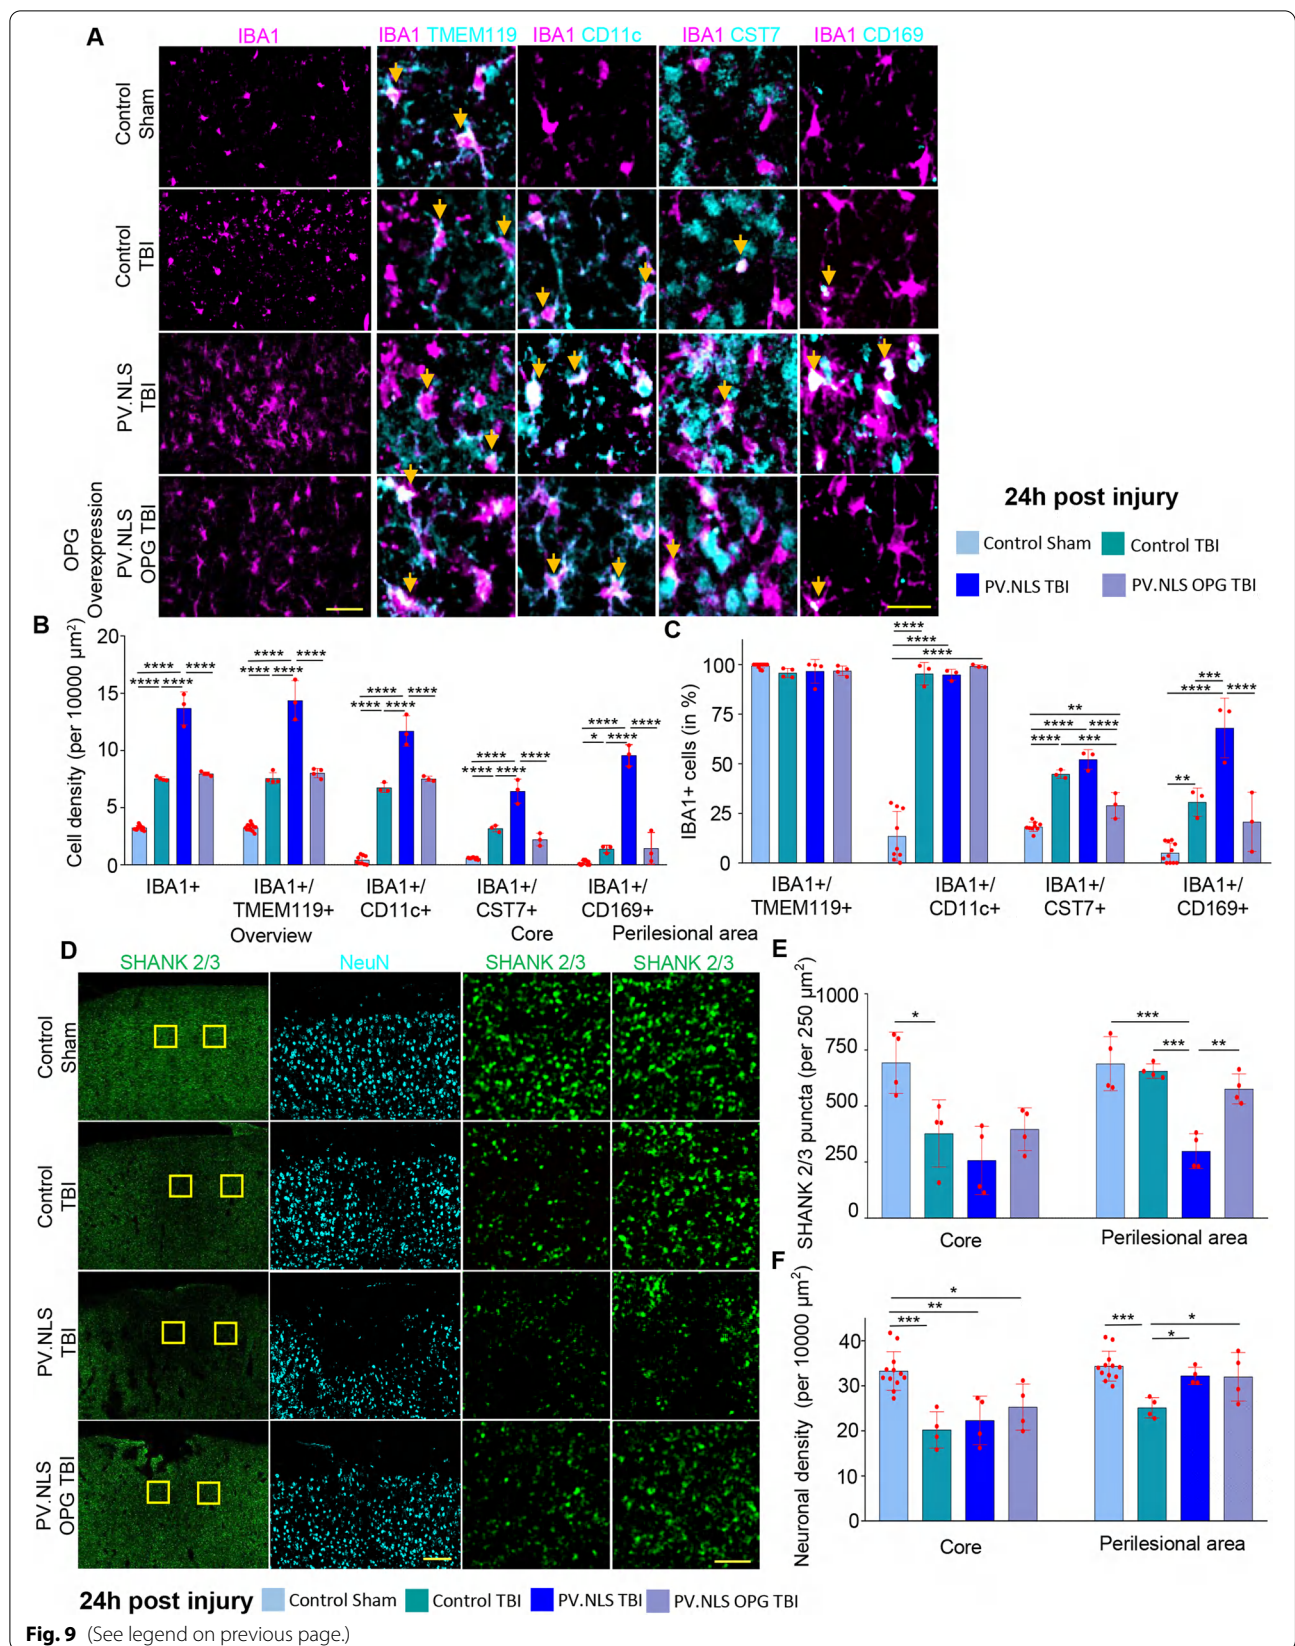 A
IBA1
IBA1 TMEM119
IBA1 CD11c
IBA1 CST7
IBA1 CD169
Control
Sham
Control
TBI
PV.NLS
TBI
OPG
Overexpression
PV.NLS
OPG TBI
24h post injury
Control Sham
Control TBI
PV.NLS TBI
PV.NLS OPG TBI
B
Cell density (per 10000 µm²)
20
15
10
5
0
**** **** **** ****
**** **** **** ****
**** **** **** ****
**** **** **** ****
**** * **** ****
IBA1+
IBA1+/
TMEM119+
IBA1+/
CD11c+
IBA1+/
CST7+
IBA1+/
CD169+
C
IBA1+ cells (in %)
100
75
50
25
0
****
****
****
**
**** ****
**** ***
***
**** ****
**
IBA1+/
TMEM119+
IBA1+/
CD11c+
IBA1+/
CST7+
IBA1+/
CD169+
D
Overview
Core
Perilesional area
SHANK 2/3
NeuN
SHANK 2/3
SHANK 2/3
Control
Sham
Control
TBI
PV.NLS
TBI
PV.NLS
OPG TBI
E
SHANK 2/3 puncta (per 250 µm²)
1000
750
500
250
0
*
***
*** **
Core
Perilesional area
F
Neuronal density (per 10000 µm²)
40
30
20
10
0
*
**
***
*** *
*
Core
Perilesional area
24h post injury
Control Sham
Control TBI
PV.NLS TBI
PV.NLS OPG TBI
Fig. 9 (See legend on previous page.)